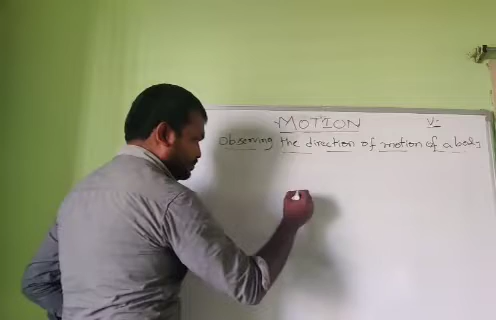 MOTION
V-
Observing the direction of motion of a body